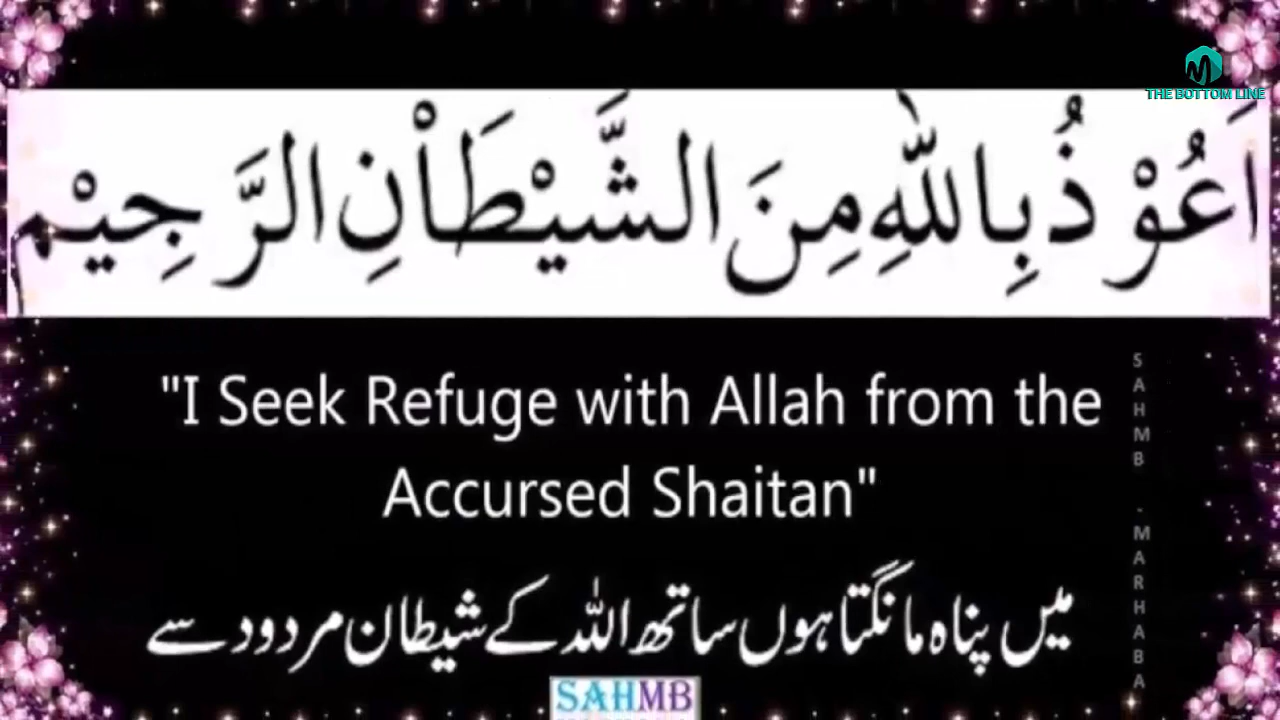 THE BOTTOM LINE
اَعُوْذُ بِاللّٰهِ مِنَ الشَّيْطَاْنِ الرَّجِيْم
"I Seek Refuge with Allah from the
Accursed Shaitan"
میں پناہ مانگتا ہوں ساتھ اللہ کے شیطان مردود سے
SAHMB - MARHABA
SAHMB